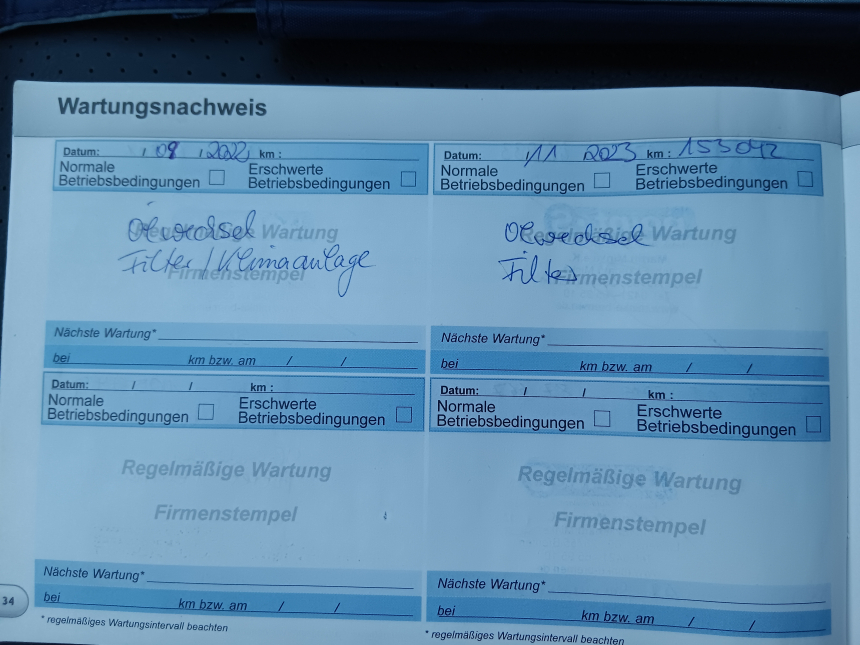 Wartungsnachweis
Datum: / 08 / 2022 km :
Normale Betriebsbedingungen
Erschwerte Betriebsbedingungen
Regelmäßige Wartung
Ölwechsel
Filter / Klimaanlage
Firmenstempel
Nächste Wartung*
bei km bzw. am / /
Datum: / 11 2023 km : 153042
Normale Betriebsbedingungen
Erschwerte Betriebsbedingungen
Regelmäßige Wartung
Ölwechsel
Filter
Firmenstempel
Nächste Wartung*
bei km bzw. am / /
Datum: / / km :
Normale Betriebsbedingungen
Erschwerte Betriebsbedingungen
Regelmäßige Wartung
Firmenstempel
Nächste Wartung*
bei km bzw. am / /
* regelmäßiges Wartungsintervall beachten
Datum: / / km :
Normale Betriebsbedingungen
Erschwerte Betriebsbedingungen
Regelmäßige Wartung
Firmenstempel
Nächste Wartung*
bei km bzw. am / /
* regelmäßiges Wartungsintervall beachten
34